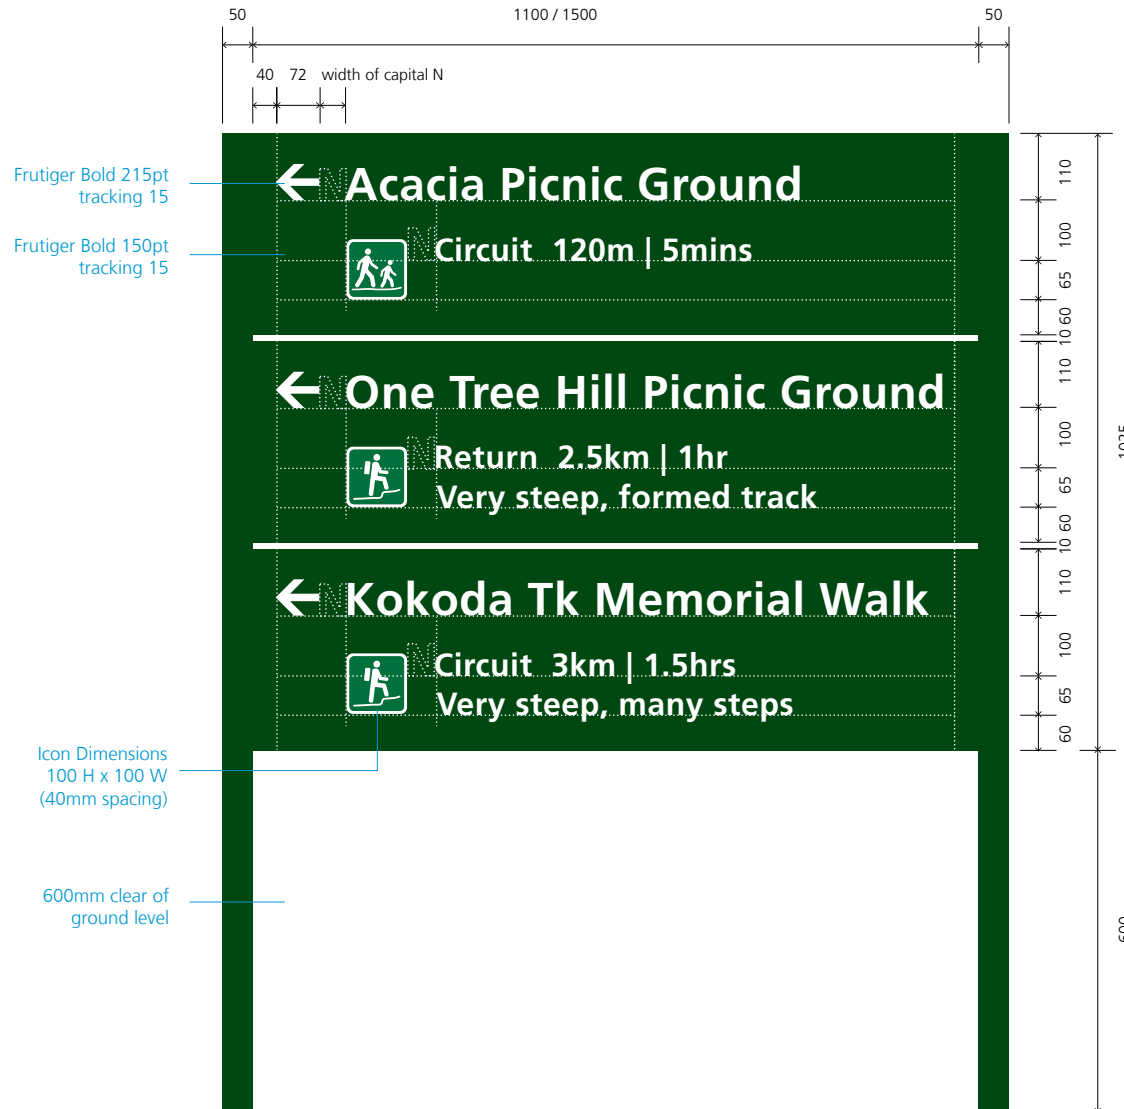 50 1100 / 1500 50
40 72 width of capital N
Frutiger Bold 215pt
tracking 15
N Acacia Picnic Ground
110
Frutiger Bold 150pt
tracking 15
N Circuit 120m | 5mins
100
65
60
10
N One Tree Hill Picnic Ground
110
N Return 2.5km | 1hr
100
Very steep, formed track
65
60
10
N Kokoda Tk Memorial Walk
110
N Circuit 3km | 1.5hrs
100
Very steep, many steps
65
60
Icon Dimensions
100 H x 100 W
(40mm spacing)
600mm clear of
ground level